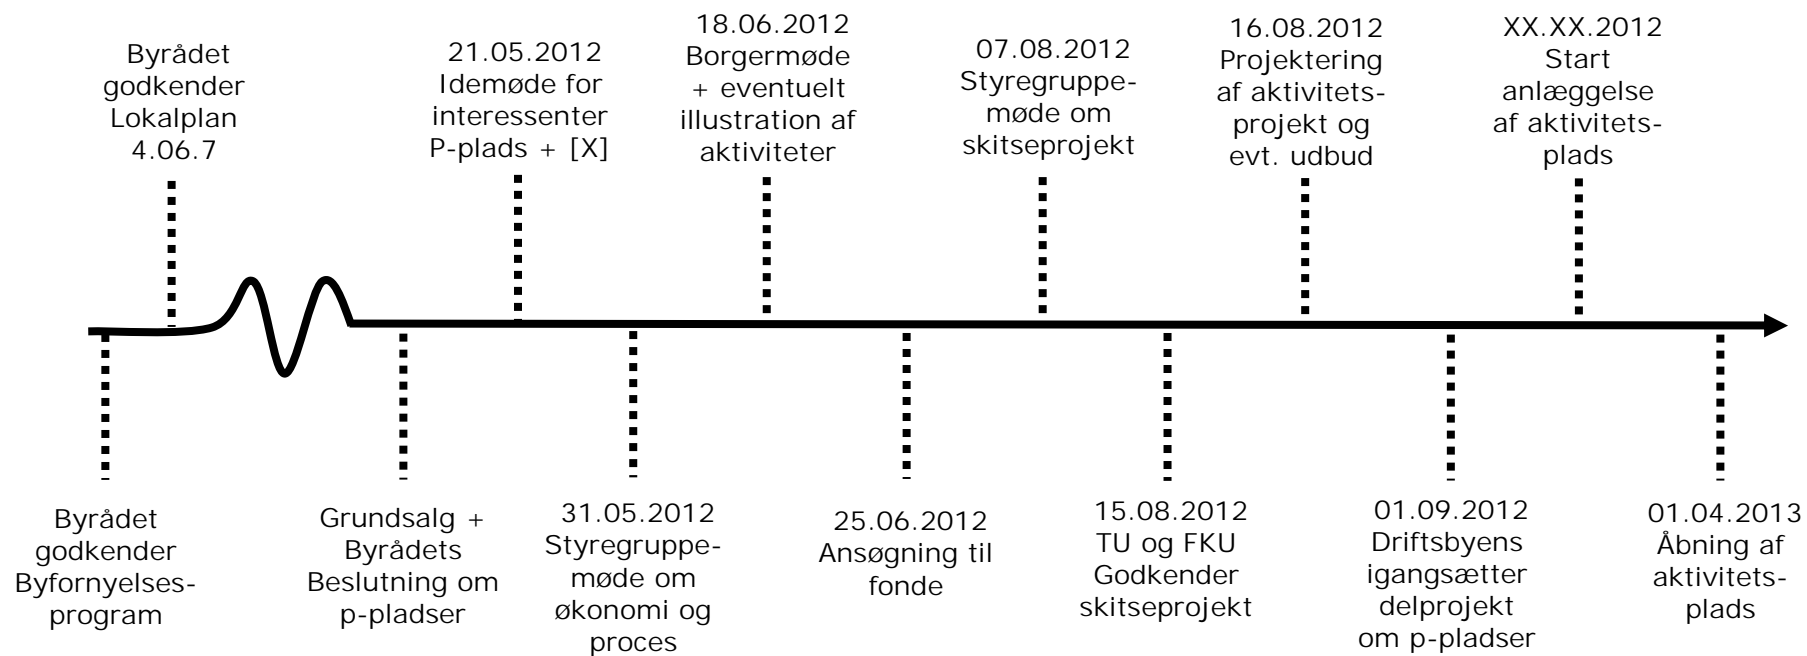 Byrådet
godkender
Lokalplan
4.06.7
21.05.2012
Idemøde for
interessenter
P-plads + [X]
18.06.2012
Borgermøde
+ eventuelt
illustration af
aktiviteter
07.08.2012
Styregruppe-
møde om
skitseprojekt
16.08.2012
Projektering
af aktivitets-
projekt og
evt. udbud
XX.XX.2012
Start
anlæggelse
af aktivitets-
plads
Byrådet
godkender
Byfornyelses-
program
Grundsalg +
Byrådets
Beslutning om
p-pladser
31.05.2012
Styregruppe-
møde om
økonomi og
proces
25.06.2012
Ansøgning til
fonde
15.08.2012
TU og FKU
Godkender
skitseprojekt
01.09.2012
Driftsbyens
igangsætter
delprojekt
om p-pladser
01.04.2013
Åbning af
aktivitets-
plads